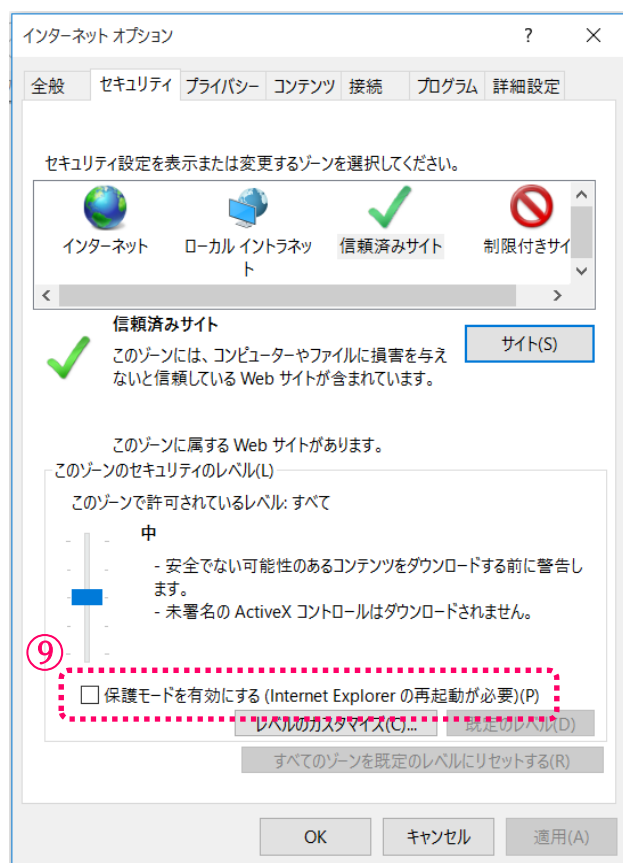 インターネット オプション ? ×
全般 セキュリティ プライバシー コンテンツ 接続 プログラム 詳細設定
セキュリティ設定を表示または変更するゾーンを選択してください。
インターネット ローカル イントラネッ 信頼済みサイト 制限付きサイ
ト
信頼済みサイト
サイト(S)
このゾーンには、コンピューターやファイルに損害を与え
ないと信頼している Web サイトが含まれています。
このゾーンに属する Web サイトがあります。
このゾーンのセキュリティのレベル(L)
このゾーンで許可されているレベル: すべて
中
- 安全でない可能性のあるコンテンツをダウンロードする前に警告し
ます。
- 未署名の ActiveX コントロールはダウンロードされません。
⑨
保護モードを有効にする (Internet Explorer の再起動が必要)(P)
レベルのカスタマイズ(C)... 既定のレベル(D)
すべてのゾーンを既定のレベルにリセットする(R)
OK キャンセル 適用(A)